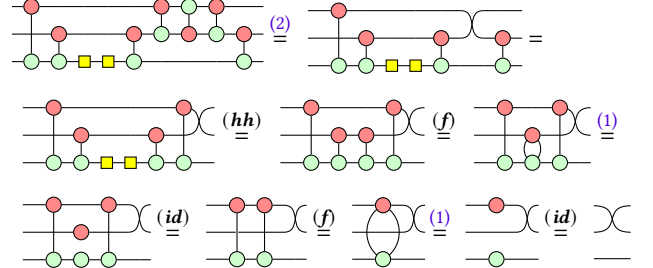 (2) = =
(hh) = (f) = (1) =
(id) = (f) = (1) = (id) =